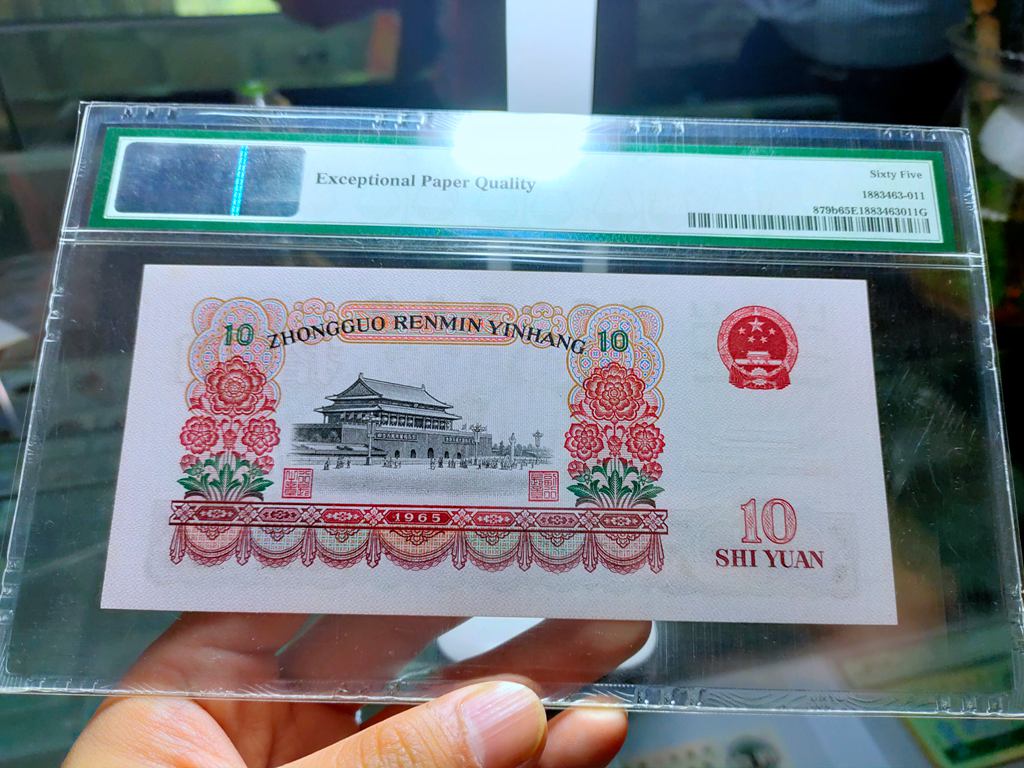 Exceptional Paper Quality
Sixty Five
1883463-011
879b65E1883463011G
10 ZHONGGUO RENMIN YINHANG 10
1965
10
SHI YUAN